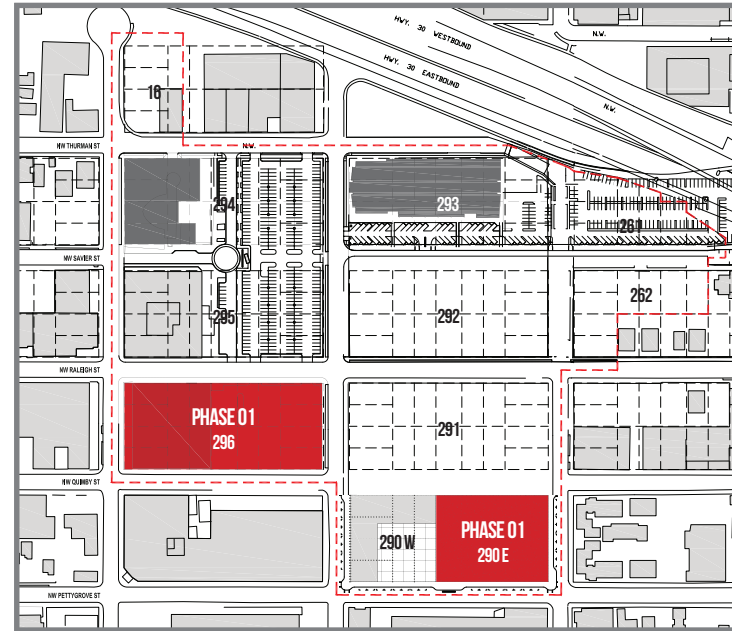 HWY. 30 WESTBOUND
N.W.
HWY. 30 EASTBOUND
N.W.
16
NW THURMAN ST
N.W.
294
293
261
NW SAVIER ST
262
295
292
NW RALEIGH ST
PHASE 01
296
291
NW QUIMBY ST
PHASE 01
290 W
290 E
NW PETTYGROVE ST